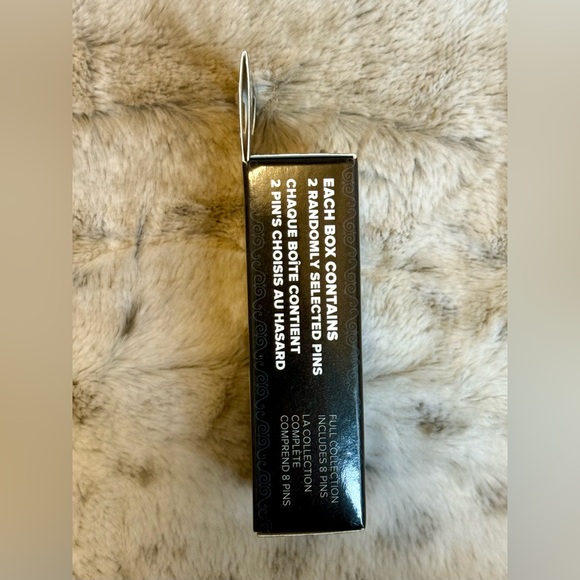 EACH BOX CONTAINS
2 RANDOMLY SELECTED PINS
CHAQUE BOÎTE CONTIENT
2 PIN'S CHOISIS AU HASARD
FULL COLLECTION
INCLUDES 8 PINS
LA COLLECTION
COMPLÈTE
COMPREND 8 PINS